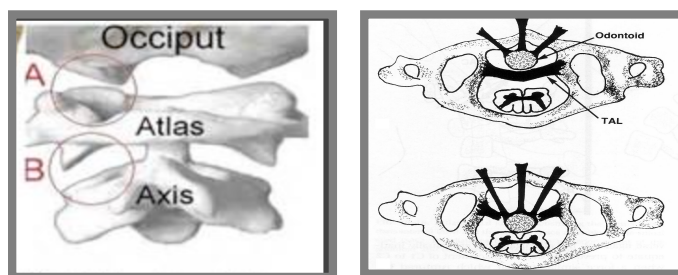 Occiput
A
Atlas
B
Axis
Odontoid
TAL